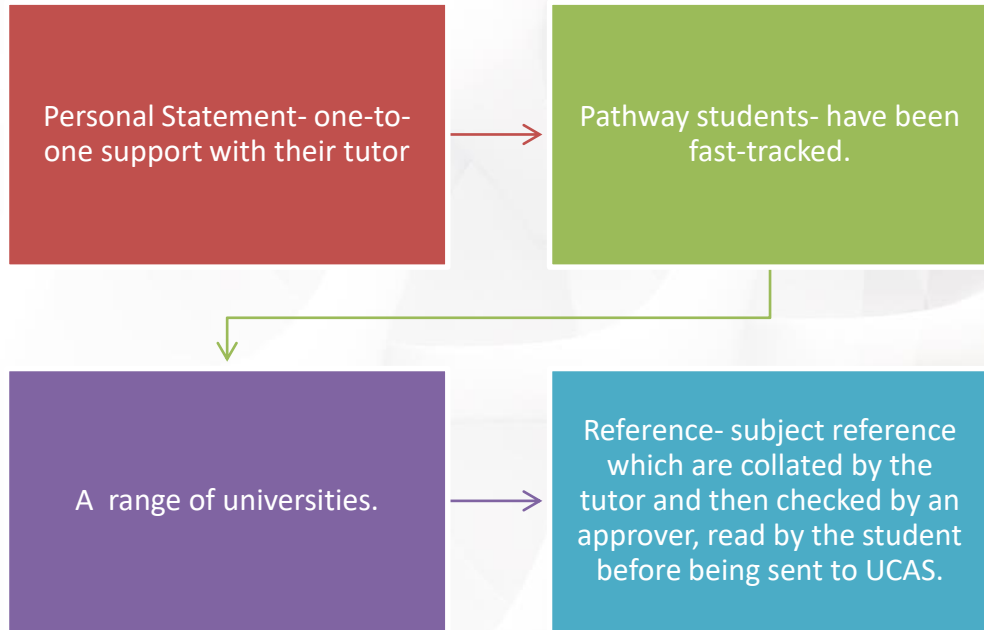 Personal Statement- one-to-
one support with their tutor
Pathway students- have been
fast-tracked.
A  range of universities.
Reference- subject reference
which are collated by the
tutor and then checked by an
approver, read by the student
before being sent to UCAS.